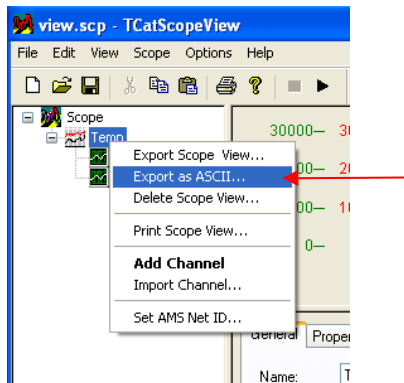 view.scp - TCatScopeView
File Edit View Scope Options Help
Scope
Temp
30000
0
Export Scope View...
Export as ASCII...
Delete Scope View...
Print Scope View...
Add Channel
Import Channel...
Set AMS Net ID...
General
Name: